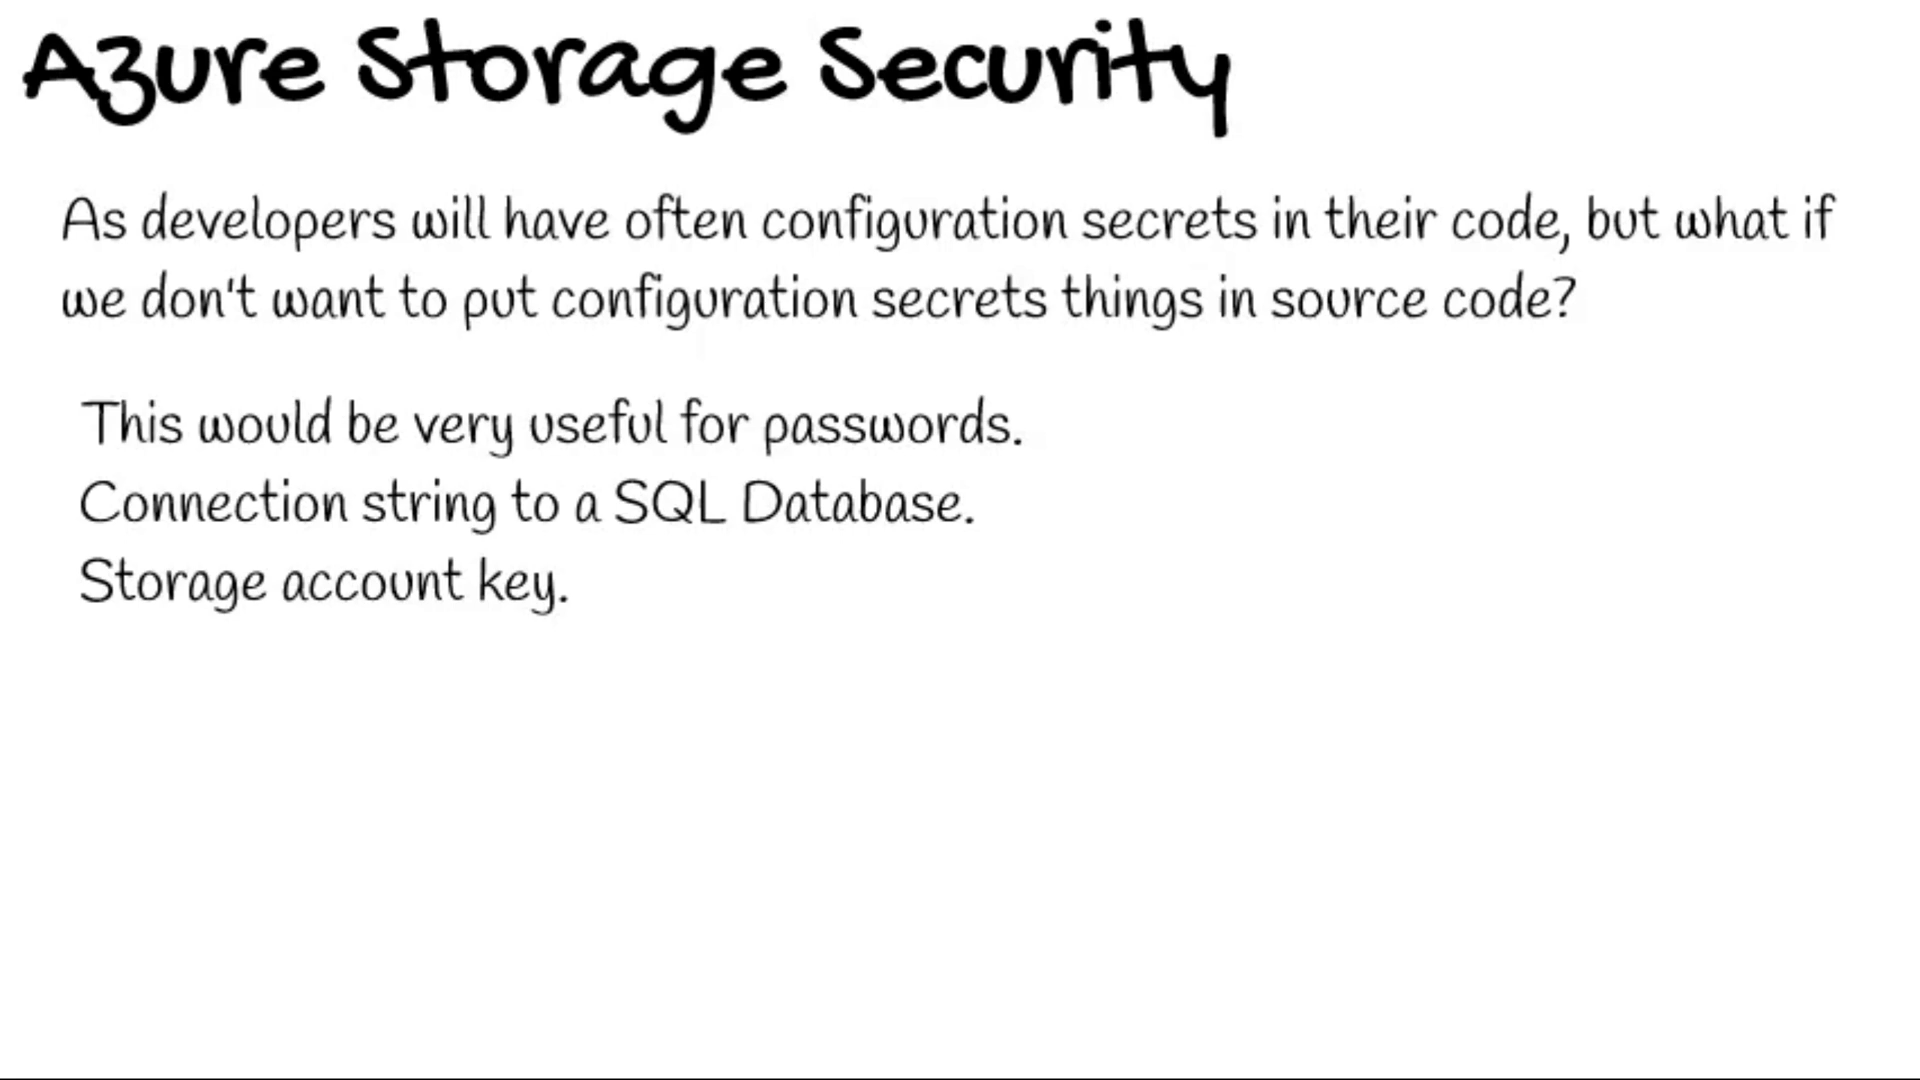 Azure Storage Security
As developers will have often configuration secrets in their code, but what if
we don't want to put configuration secrets things in source code?
This would be very useful for passwords.
Connection string to a SQL Database.
Storage account key.